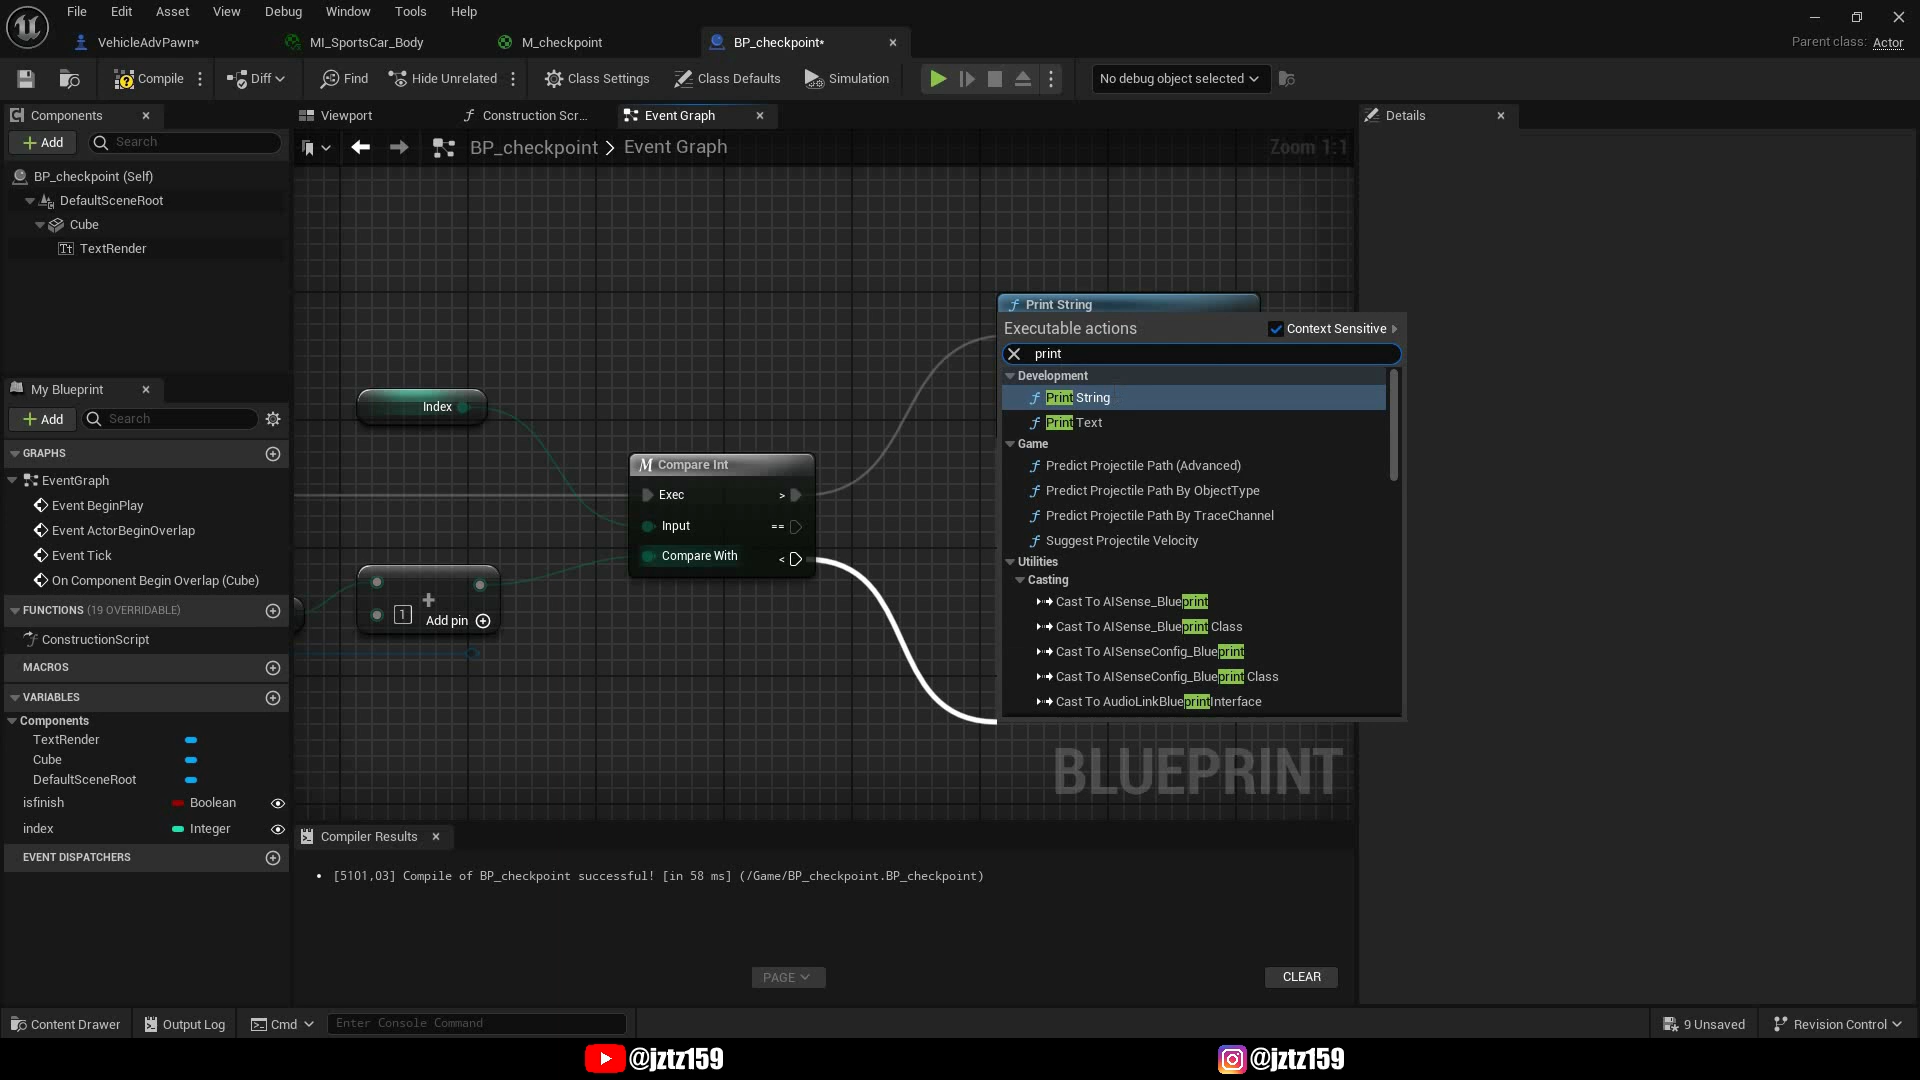 File Edit Asset View Debug Window Tools Help
VehicleAdvPawn* MI_SportsCar_Body M_checkpoint BP_checkpoint*
Parent class: Actor
Compile Diff Find Hide Unrelated Class Settings Class Defaults Simulation No debug object selected
Components
Viewport Construction Scr... Event Graph
Details
Add Search
BP_checkpoint > Event Graph
Zoom 1:1
BP_checkpoint (Self)
DefaultSceneRoot
Cube
TextRender
Print String
Executable actions Context Sensitive
print
Development
Print String
Print Text
Game
Predict Projectile Path (Advanced)
Predict Projectile Path By ObjectType
Predict Projectile Path By TraceChannel
Suggest Projectile Velocity
Utilities
Casting
Cast To AISense_Blueprint
Cast To AISense_Blueprint Class
Cast To AISenseConfig_Blueprint
Cast To AISenseConfig_Blueprint Class
Cast To AudioLinkBlueprintInterface
Index
Compare Int
Exec >
Input ==
Compare With <
1
Add pin
BLUEPRINT
My Blueprint
Add Search
GRAPHS
EventGraph
Event BeginPlay
Event ActorBeginOverlap
Event Tick
On Component Begin Overlap (Cube)
FUNCTIONS (19 OVERRIDABLE)
ConstructionScript
MACROS
VARIABLES
Components
TextRender
Cube
DefaultSceneRoot
isfinish Boolean
index Integer
EVENT DISPATCHERS
Compiler Results
• [5101,03] Compile of BP_checkpoint successful! [in 58 ms] (/Game/BP_checkpoint.BP_checkpoint)
PAGE
CLEAR
Content Drawer Output Log Cmd Enter Console Command 9 Unsaved Revision Control
@jztz159 @jztz159